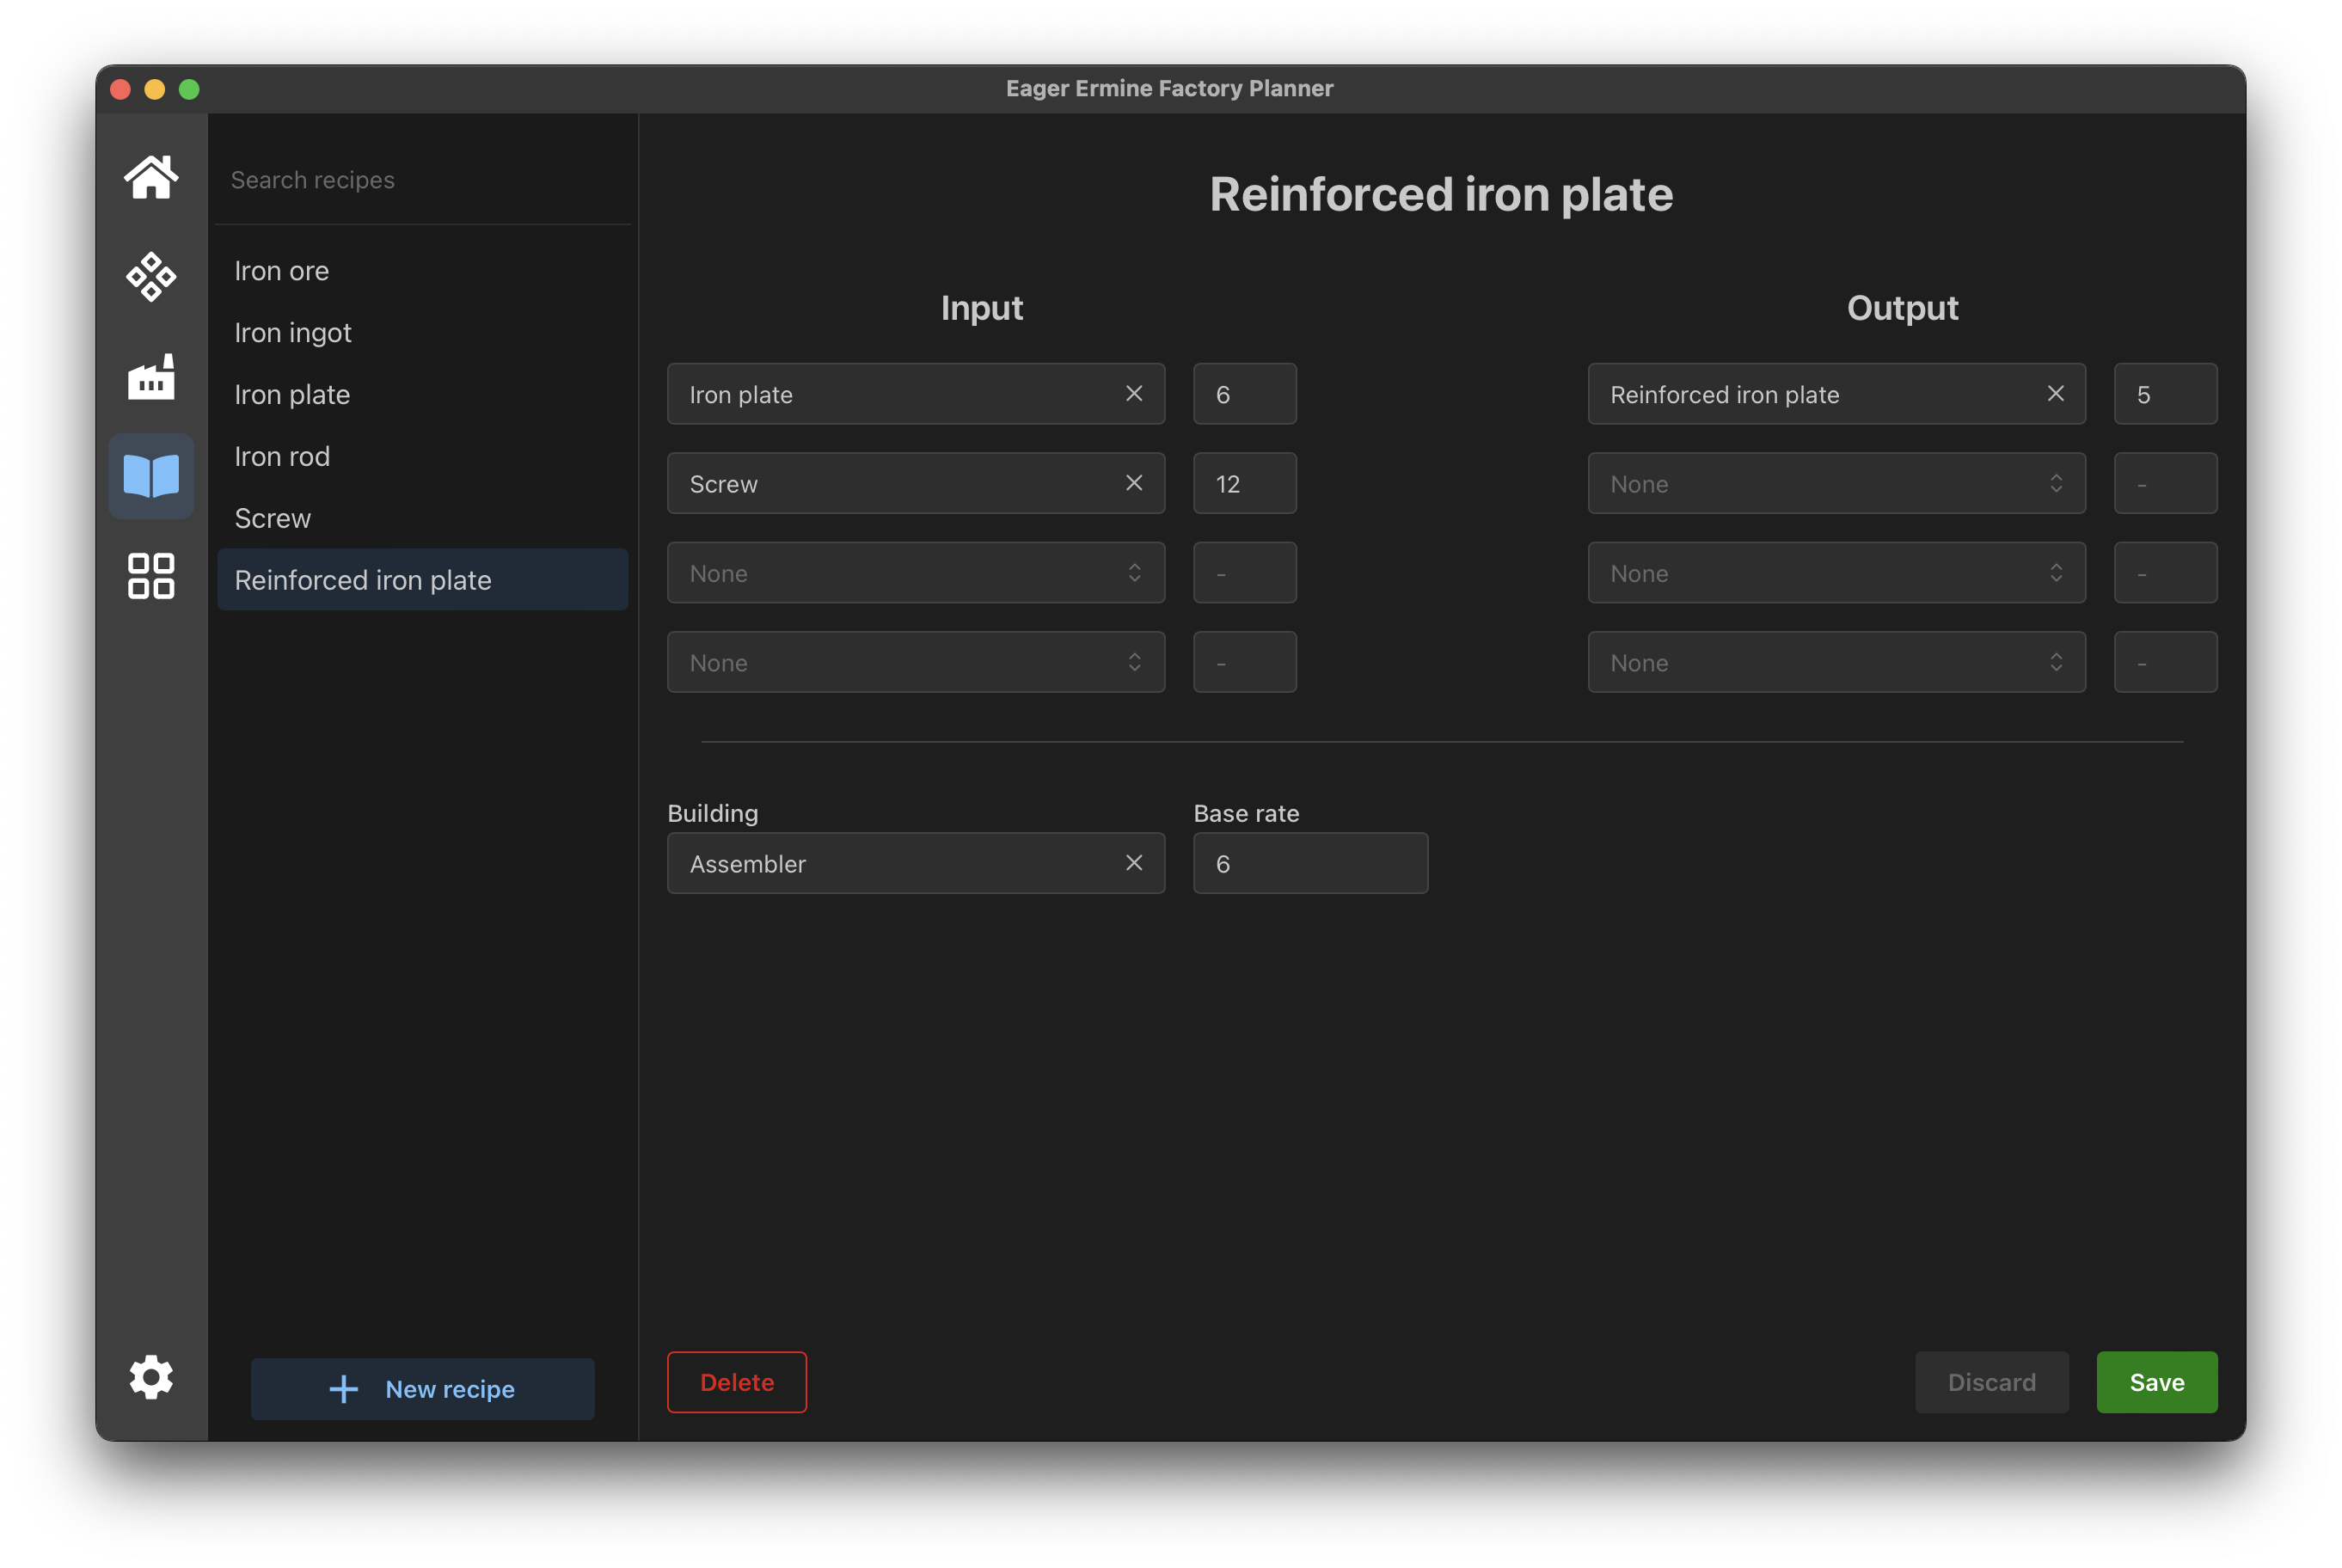 Eager Ermine Factory Planner
Search recipes
Iron ore
Iron ingot
Iron plate
Iron rod
Screw
Reinforced iron plate
New recipe
Reinforced iron plate
Input
Output
Iron plate 6
Reinforced iron plate 5
Screw 12
None -
None -
None -
None -
None -
Building
Base rate
Assembler
6
Delete
Discard
Save